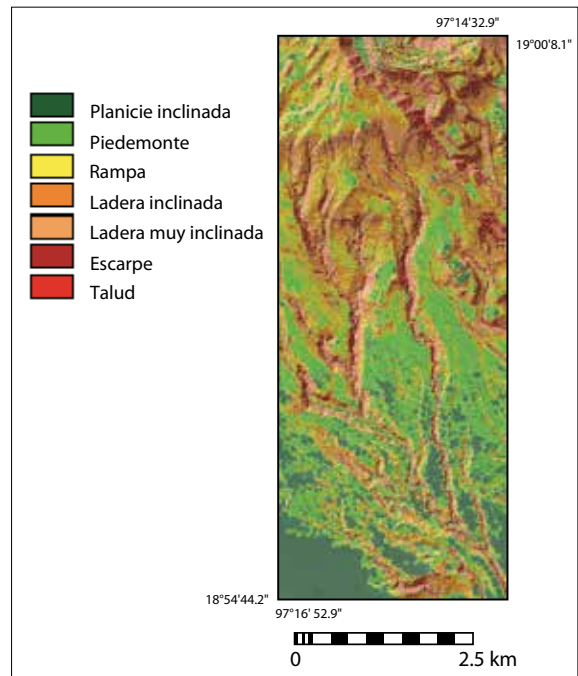 97°14'32.9"
19°00'8.1"
Planicie inclinada
Piedemonte
Rampa
Ladera inclinada
Ladera muy inclinada
Escarpe
Talud
18°54'44.2"
97°16' 52.9"
0 2.5 km